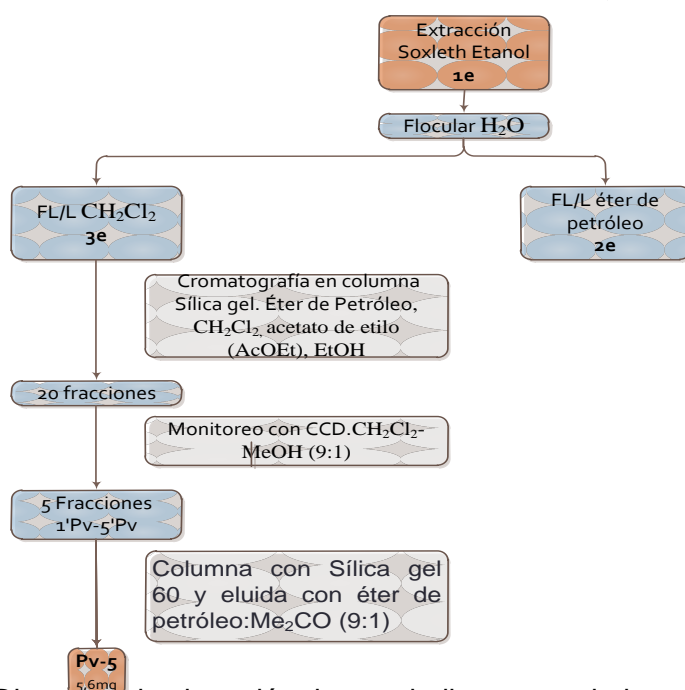 Extracción
Soxleth Etanol
1e
Flocular H₂O
FL/L CH₂Cl₂
3e
FL/L éter de
petróleo
2e
Cromatografía en columna
Sílica gel. Éter de Petróleo,
CH₂Cl₂, acetato de etilo
(AcOEt), EtOH
20 fracciones
Monitoreo con CCD.CH₂Cl₂-
MeOH (9:1)
5 Fracciones
1'Pv-5'Pv
Columna con Sílica gel
60 y eluida con éter de
petróleo:Me₂CO (9:1)
Pv-5
5,6mg